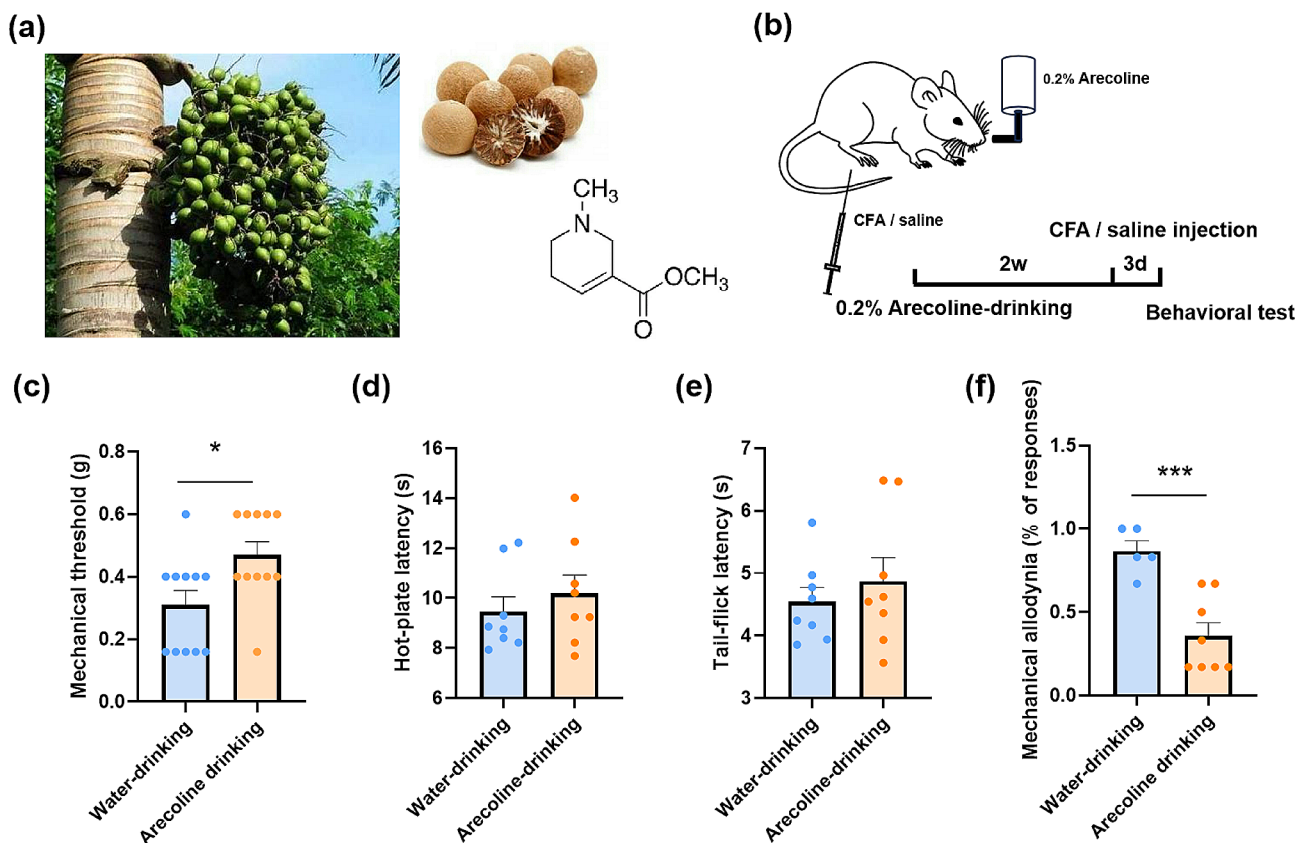 (a)
CH₃
N
OCH₃
O
(b)
0.2% Arecoline
CFA / saline
CFA / saline injection
2w
3d
0.2% Arecoline-drinking
Behavioral test
(c)
Mechanical threshold (g)
0.8
0.6
0.4
0.2
0.0
*
Water-drinking
Arecoline drinking
(d)
Hot-plate latency (s)
16
14
12
10
8
6
Water-drinking
Arecoline-drinking
(e)
Tail-flick latency (s)
7
6
5
4
3
Water-drinking
Arecoline-drinking
(f)
Mechanical allodynia (% of responses)
1.5
1.0
0.5
0.0
***
Water-drinking
Arecoline drinking